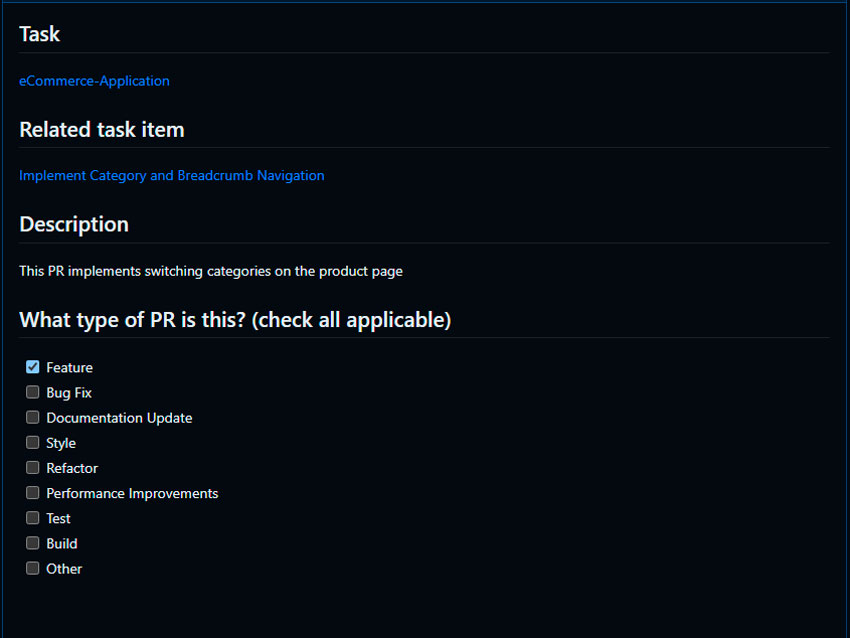 Task
eCommerce-Application
Related task item
Implement Category and Breadcrumb Navigation
Description
This PR implements switching categories on the product page
What type of PR is this? (check all applicable)
Feature
Bug Fix
Documentation Update
Style
Refactor
Performance Improvements
Test
Build
Other